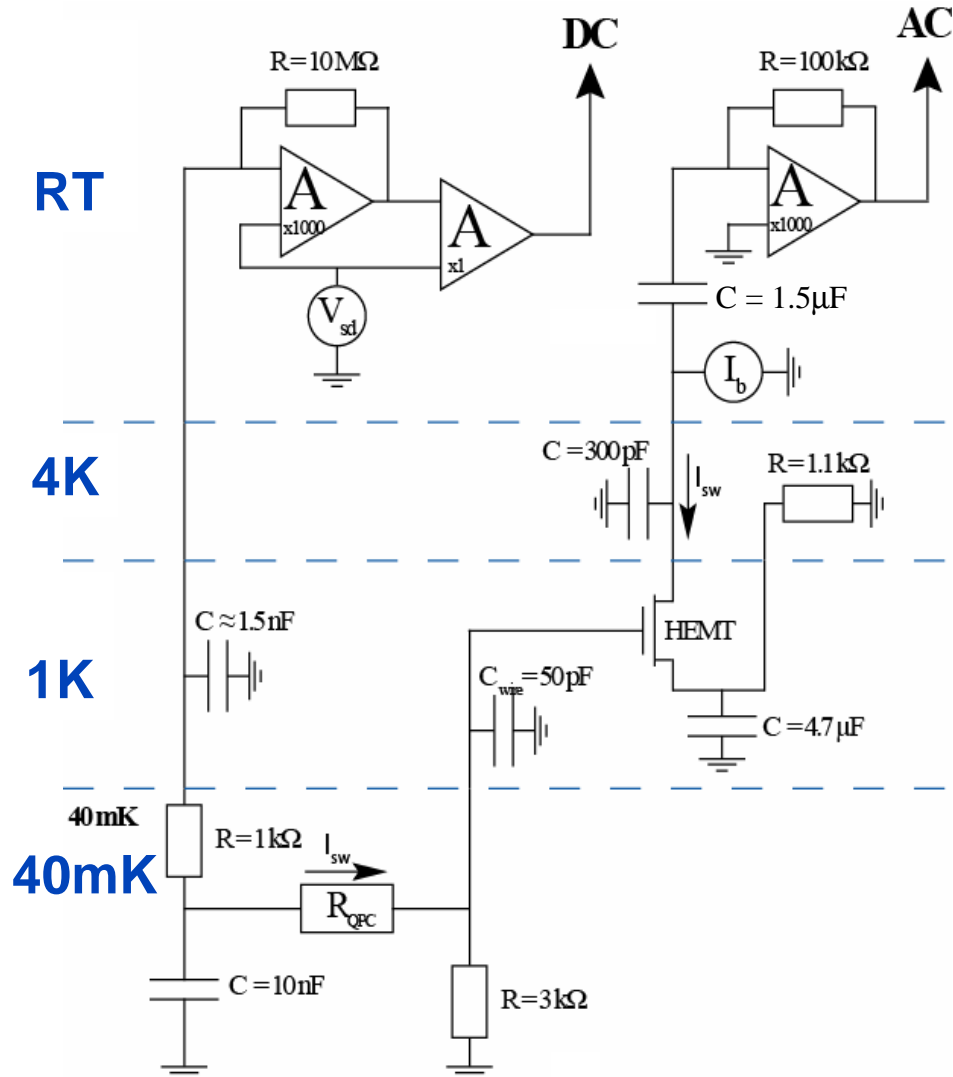 DC
AC
R=10MΩ
R=100kΩ
RT
A
x1000
A
x1
A
x1000
V sd
C = 1.5μF
I b
4K
C=300pF
I sw
R=1.1kΩ
C≈1.5nF
HEMT
1K
C wire=50pF
C=4.7μF
40mK
R=1kΩ
I sw
40mK
R QPC
C=10nF
R=3kΩ